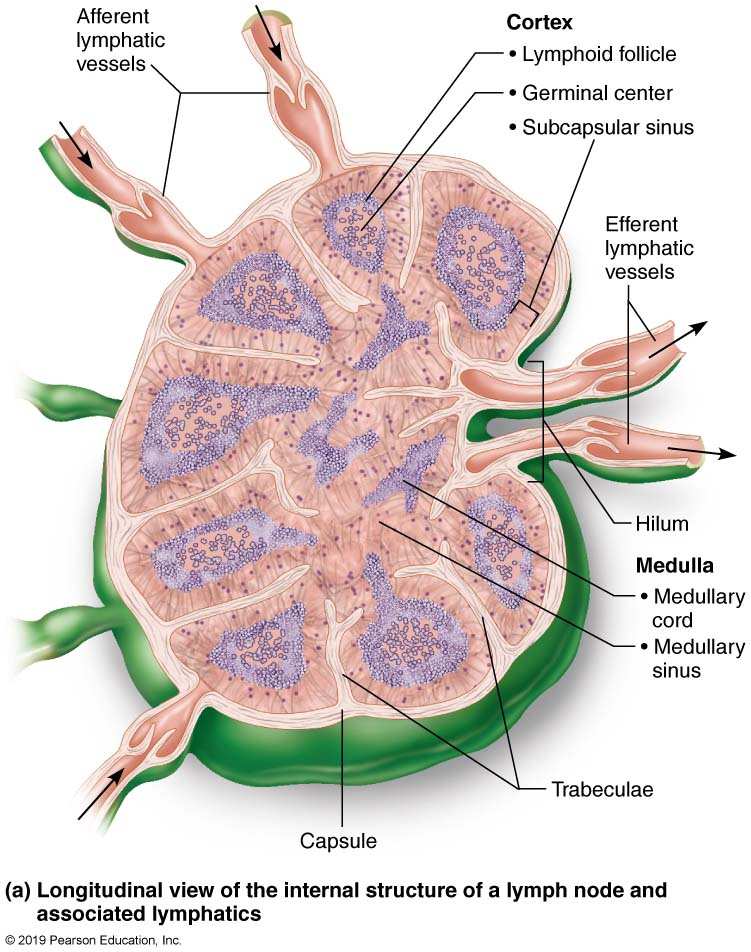 Afferent
lymphatic
vessels
Cortex
• Lymphoid follicle
• Germinal center
• Subcapsular sinus
Efferent
lymphatic
vessels
Hilum
Medulla
• Medullary
cord
• Medullary
sinus
Trabeculae
Capsule
(a) Longitudinal view of the internal structure of a lymph node and
associated lymphatics
© 2019 Pearson Education, Inc.